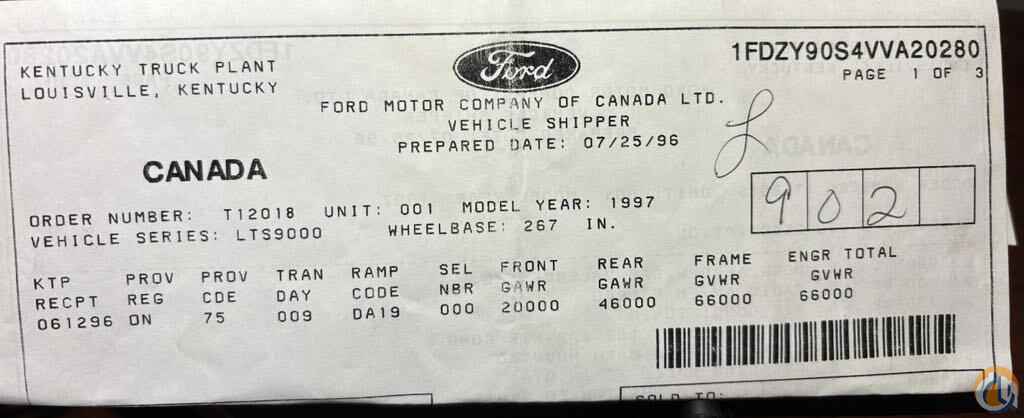 1FDZY90S4VVA20280
KENTUCKY TRUCK PLANT
LOUISVILLE, KENTUCKY
Ford
PAGE 1 OF 3
FORD MOTOR COMPANY OF CANADA LTD.
VEHICLE SHIPPER
PREPARED DATE: 07/25/96
CANADA
902
ORDER NUMBER: T12018 UNIT: 001 MODEL YEAR: 1997
VEHICLE SERIES: LTS9000 WHEELBASE: 267 IN.
KTP PROV PROV TRAN RAMP SEL FRONT REAR FRAME ENGR TOTAL
RECPT REG CDE DAY CODE NBR GAWR GAWR GVWR GVWR
061296 ON 75 009 DA19 000 20000 46000 66000 66000
SOLD TO: